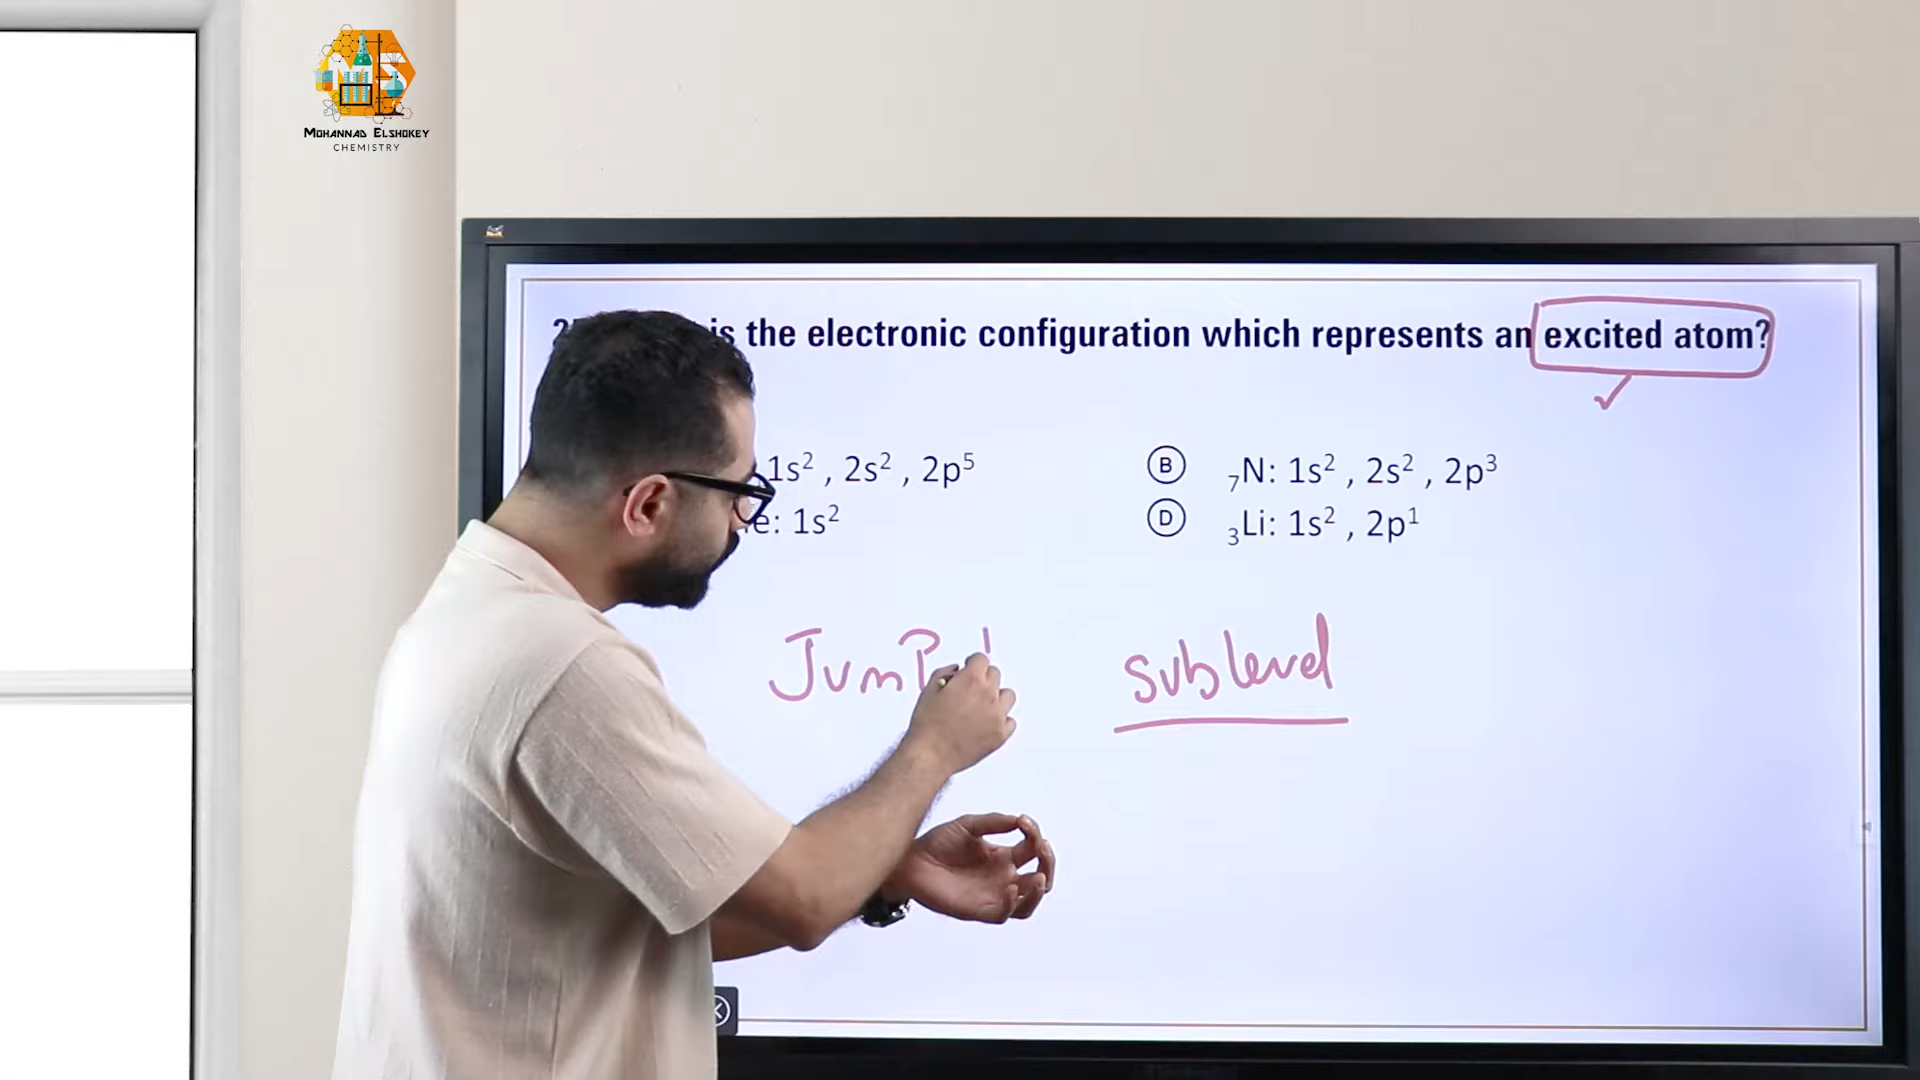 MOHANNAD ELSHOKEY
CHEMISTRY
is the electronic configuration which represents an excited atom?
1s² , 2s² , 2p⁵
B ₇N: 1s² , 2s² , 2p³
e: 1s²
D ₃Li: 1s² , 2p¹
JumP sublevel